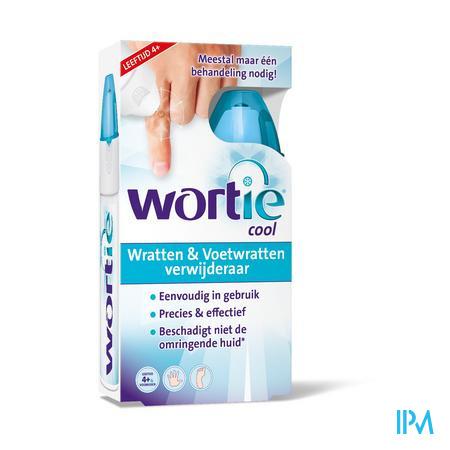 LEEFTIJD 4+
Meestal maar één
behandeling nodig!
wortie®
cool
Wratten & Voetwratten
verwijderaar
• Eenvoudig in gebruik
• Precies & effectief
• Beschadigt niet de
omringende huid*
4+
wortie
IPM